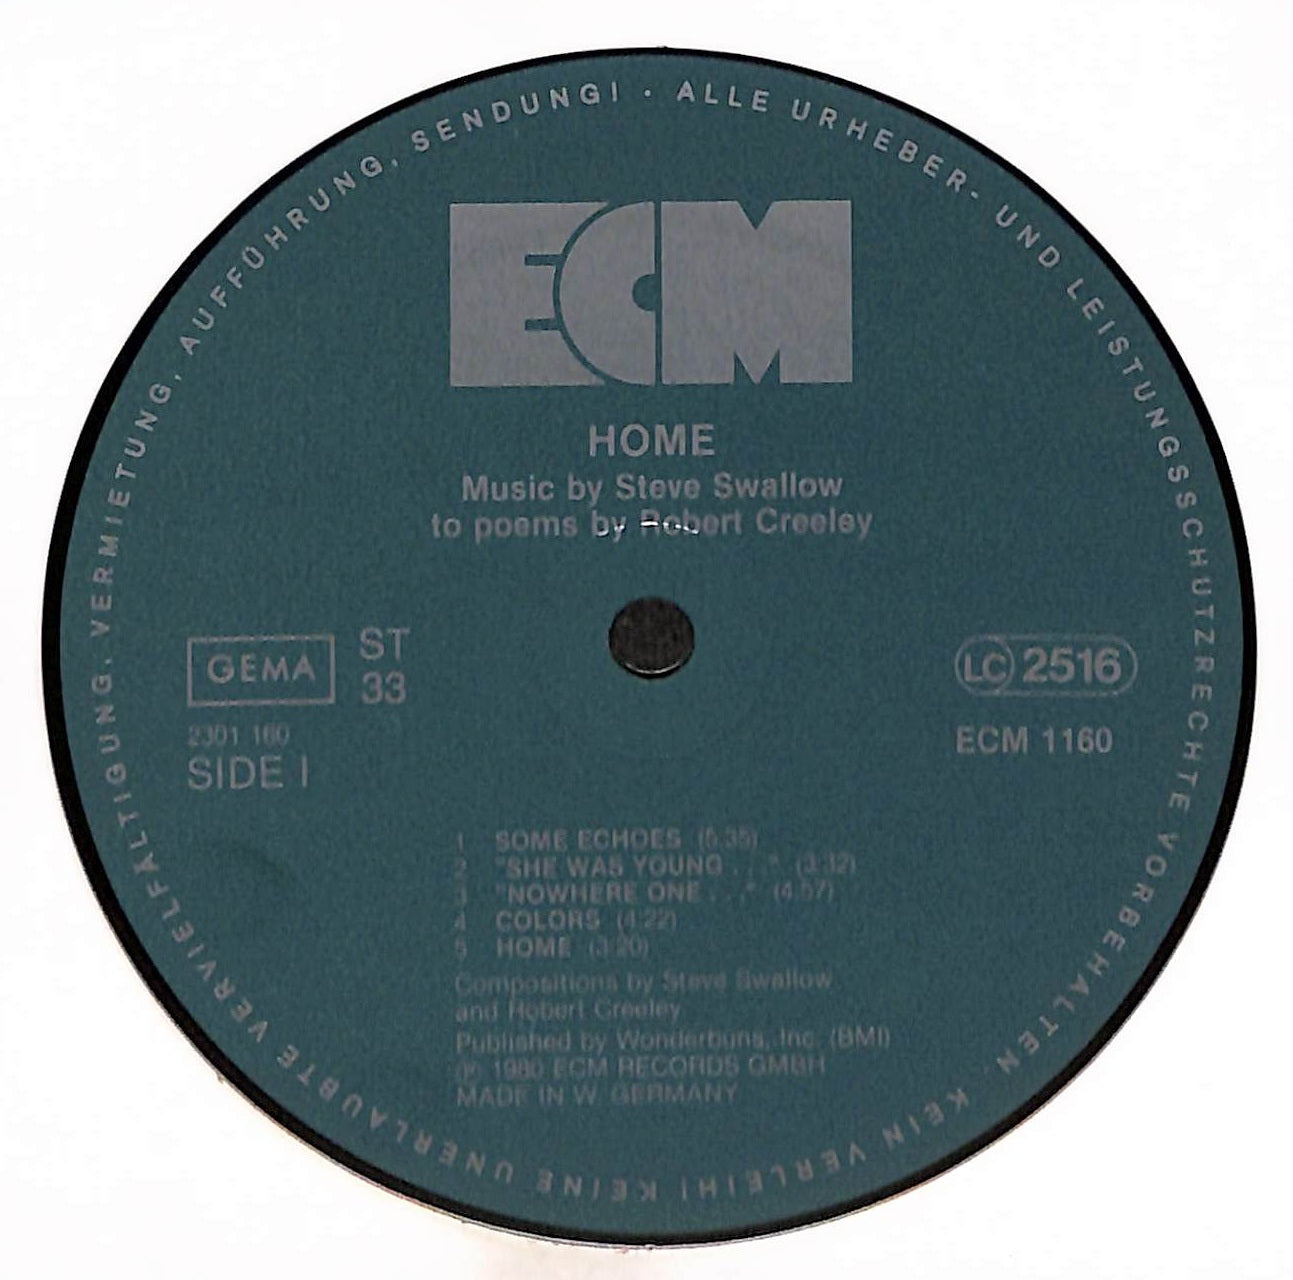 ALLE URHEBER- UND LEISTUNGSSCHUTZRECHTE VORBEHALTEN. KEIN VERLEIH! KEINE UNERLAUBTE VERVIELFÄLTIGUNG, VERMIETUNG, AUFFÜHRUNG, SENDUNG! ·
ECM
HOME
Music by Steve Swallow
to poems by Robert Creeley
GEMA
ST
33
LC 2516
2301 160
SIDE I
ECM 1160
1 SOME ECHOES (5:35)
2 "SHE WAS YOUNG . . ." (3:32)
3 "NOWHERE ONE . . ." (4:57)
4 COLORS (4:22)
5 HOME (3:20)
Compositions by Steve Swallow
and Robert Creeley
Published by Wonderbuns, Inc. (BMI)
℗ 1980 ECM RECORDS GMBH
MADE IN W. GERMANY